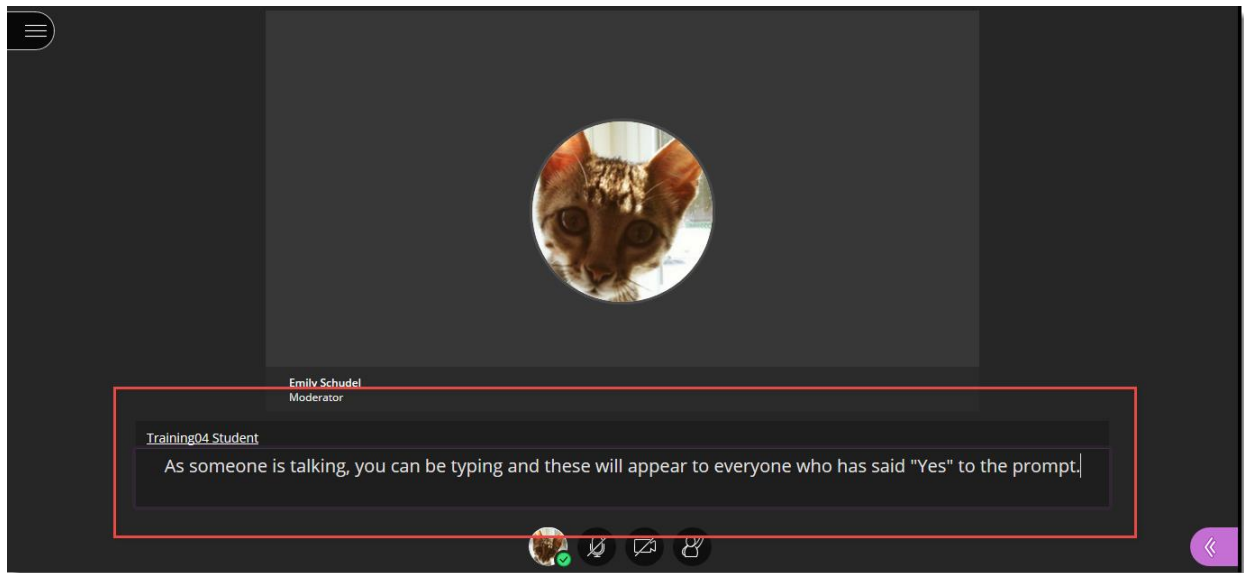 Emily Schudel
Moderator
Training04 Student
As someone is talking, you can be typing and these will appear to everyone who has said "Yes" to the prompt.